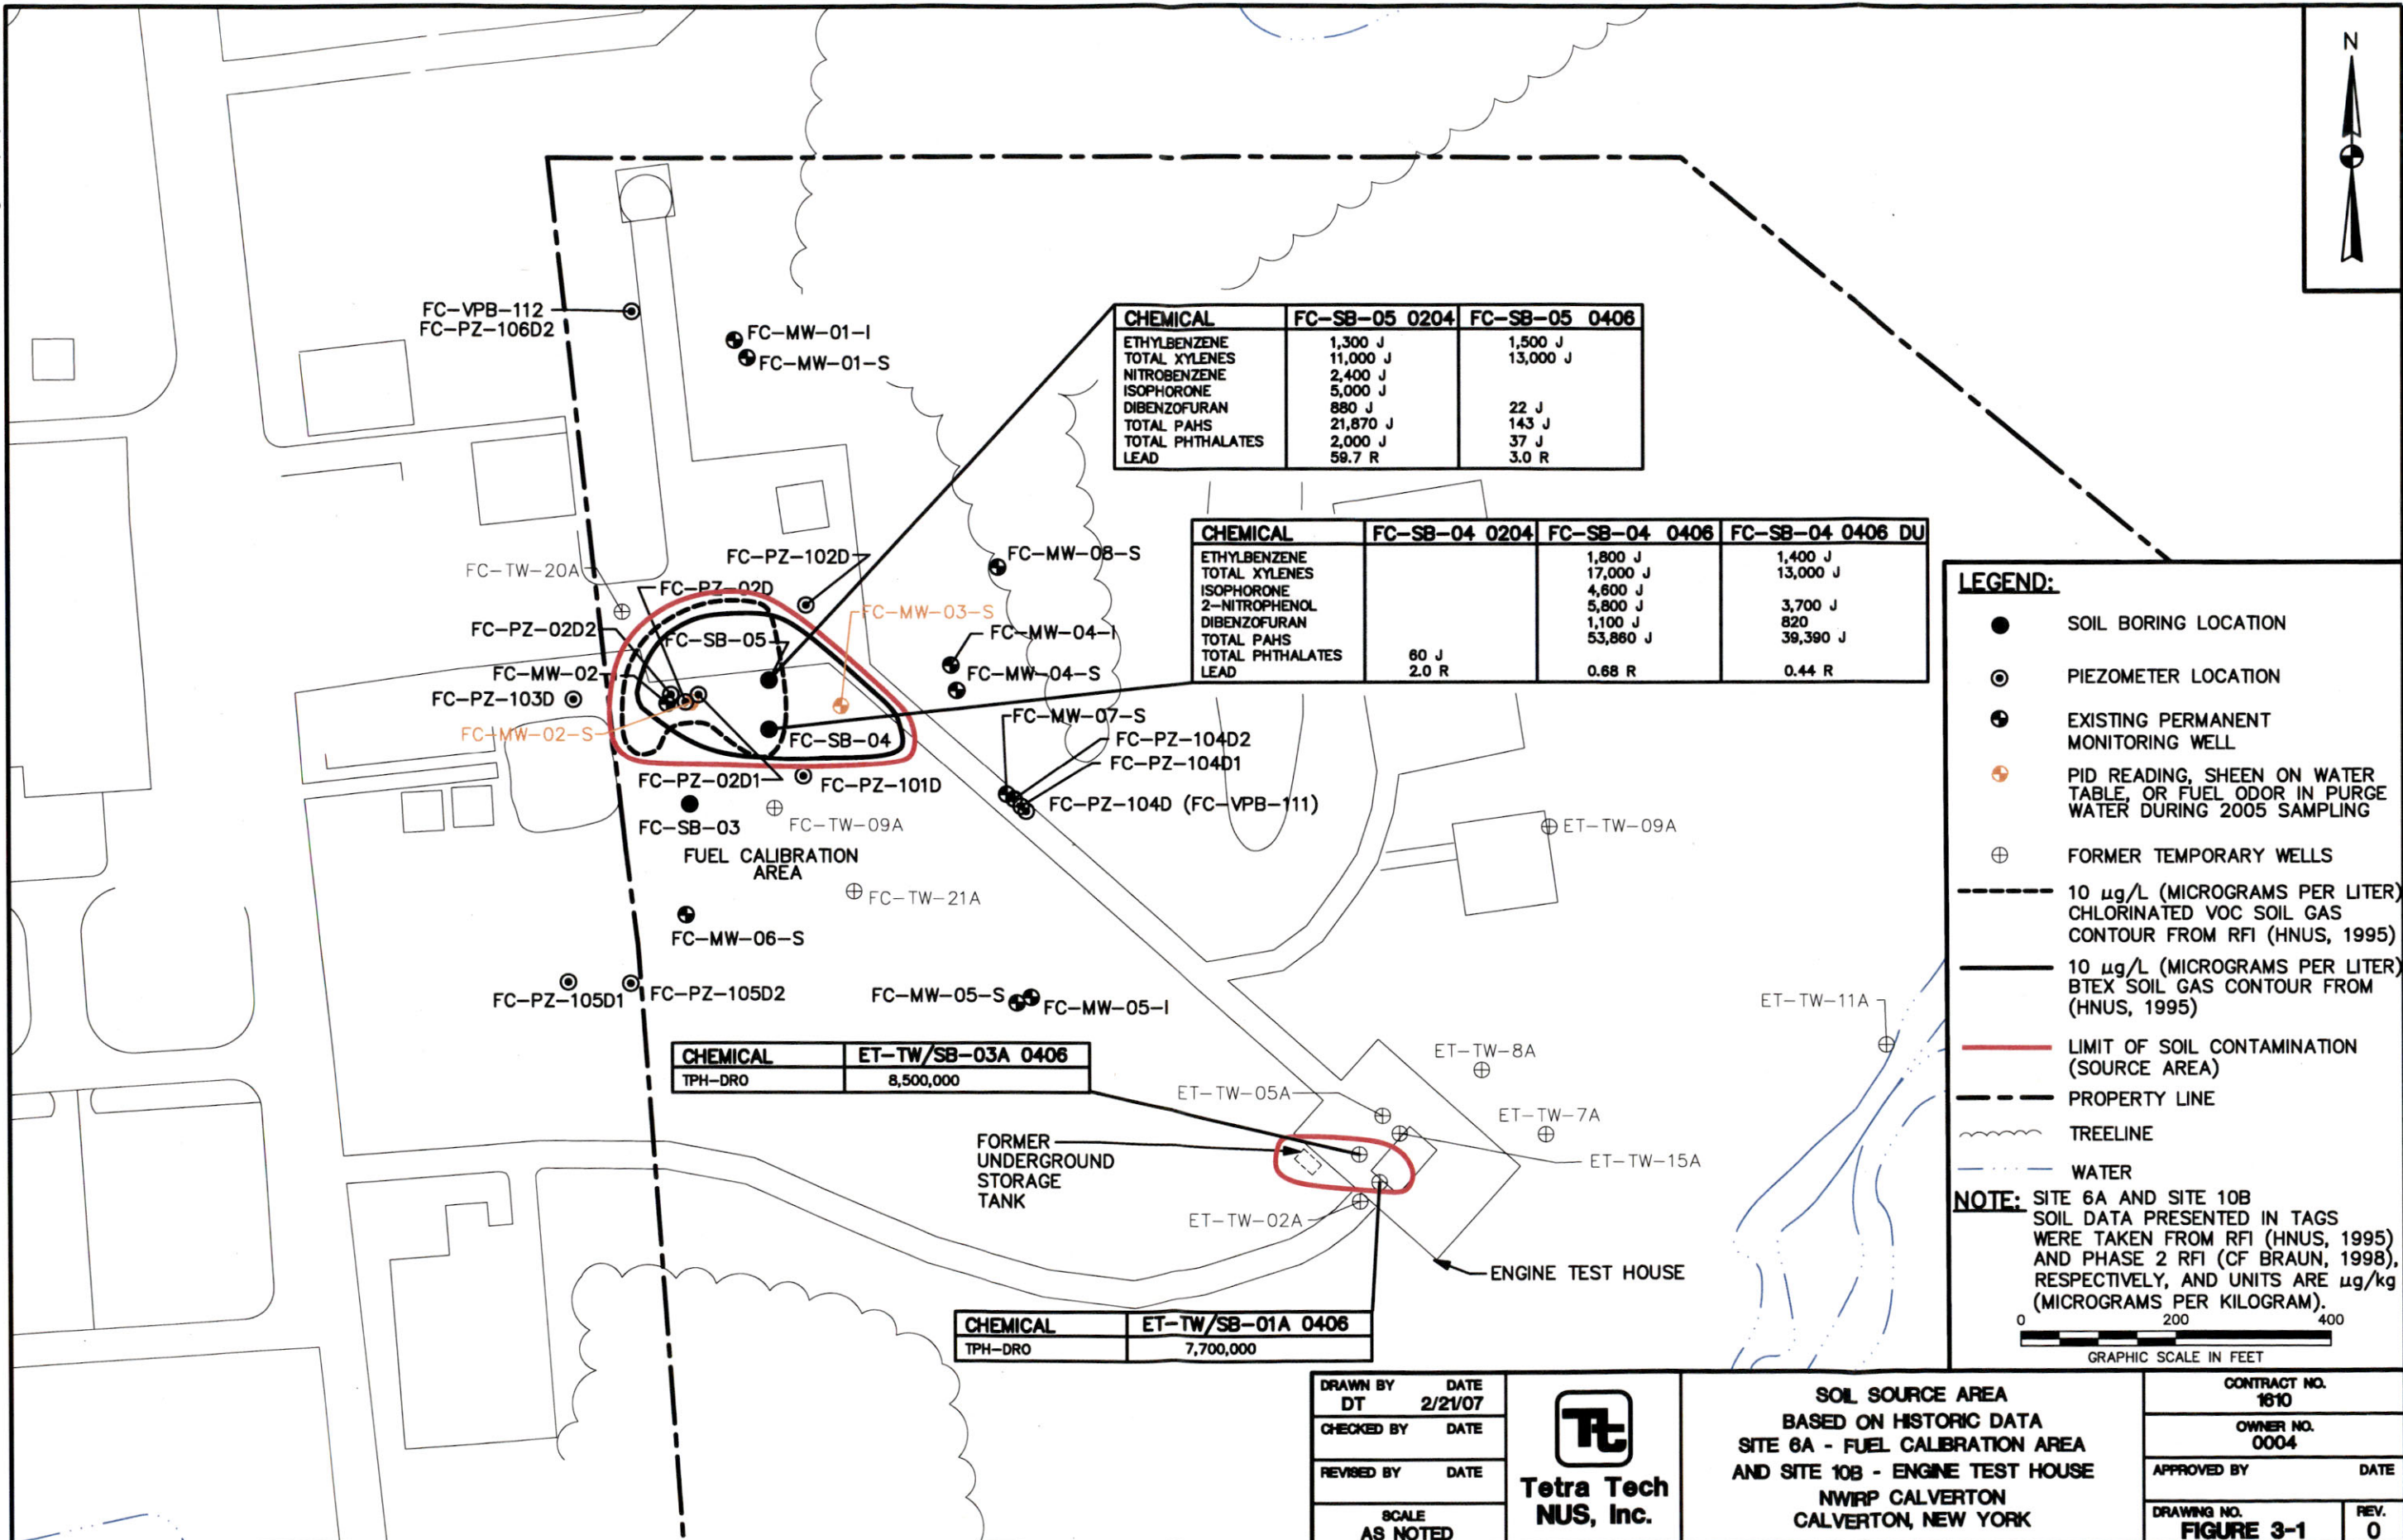 N
FC-VPB-112
FC-PZ-106D2
FC-MW-01-I
FC-MW-01-S
CHEMICAL FC-SB-05 0204 FC-SB-05 0406
ETHYLBENZENE 1,300 J 1,500 J
TOTAL XYLENES 11,000 J 13,000 J
NITROBENZENE 2,400 J
ISOPHORONE 5,000 J
DIBENZOFURAN 880 J 22 J
TOTAL PAHS 21,870 J 143 J
TOTAL PHTHALATES 2,000 J 37 J
LEAD 59.7 R 3.0 R
CHEMICAL FC-SB-04 0204 FC-SB-04 0406 FC-SB-04 0406 DU
ETHYLBENZENE 1,800 J 1,400 J
TOTAL XYLENES 17,000 J 13,000 J
ISOPHORONE 4,600 J
2-NITROPHENOL 5,800 J 3,700 J
DIBENZOFURAN 1,100 J 820
TOTAL PAHS 53,860 J 39,390 J
TOTAL PHTHALATES 60 J
LEAD 2.0 R 0.68 R 0.44 R
FC-PZ-102D
FC-MW-08-S
FC-TW-20A
FC-PZ-02D
FC-MW-03-S
FC-PZ-02D2
FC-SB-05
FC-MW-04-I
FC-MW-02-I
FC-MW-04-S
FC-PZ-103D
FC-MW-02-S
FC-SB-04
FC-MW-07-S
FC-PZ-104D2
FC-PZ-104D1
FC-PZ-02D1
FC-PZ-101D
FC-PZ-104D (FC-VPB-111)
FC-SB-03
FC-TW-09A
ET-TW-09A
FUEL CALIBRATION
AREA
FC-TW-21A
FC-MW-06-S
FC-PZ-105D1
FC-PZ-105D2
FC-MW-05-S
FC-MW-05-I
ET-TW-11A
CHEMICAL ET-TW/SB-03A 0406
TPH-DRO 8,500,000
ET-TW-8A
ET-TW-05A
ET-TW-7A
FORMER
UNDERGROUND
STORAGE
TANK
ET-TW-15A
ET-TW-02A
ENGINE TEST HOUSE
CHEMICAL ET-TW/SB-01A 0406
TPH-DRO 7,700,000
LEGEND:
SOIL BORING LOCATION
PIEZOMETER LOCATION
EXISTING PERMANENT
MONITORING WELL
PID READING, SHEEN ON WATER
TABLE, OR FUEL ODOR IN PURGE
WATER DURING 2005 SAMPLING
FORMER TEMPORARY WELLS
10 µg/L (MICROGRAMS PER LITER)
CHLORINATED VOC SOIL GAS
CONTOUR FROM RFI (HNUS, 1995)
10 µg/L (MICROGRAMS PER LITER)
BTEX SOIL GAS CONTOUR FROM
(HNUS, 1995)
LIMIT OF SOIL CONTAMINATION
(SOURCE AREA)
PROPERTY LINE
TREELINE
WATER
NOTE: SITE 6A AND SITE 10B
SOIL DATA PRESENTED IN TAGS
WERE TAKEN FROM RFI (HNUS, 1995)
AND PHASE 2 RFI (CF BRAUN, 1998),
RESPECTIVELY, AND UNITS ARE µg/kg
(MICROGRAMS PER KILOGRAM).
0 200 400
GRAPHIC SCALE IN FEET
DRAWN BY DATE
DT 2/21/07
CHECKED BY DATE
REVISED BY DATE
SCALE
AS NOTED
Tt
Tetra Tech
NUS, Inc.
SOIL SOURCE AREA
BASED ON HISTORIC DATA
SITE 6A - FUEL CALIBRATION AREA
AND SITE 10B - ENGINE TEST HOUSE
NWIRP CALVERTON
CALVERTON, NEW YORK
CONTRACT NO.
1610
OWNER NO.
0004
APPROVED BY DATE
DRAWING NO.
FIGURE 3-1
REV.
0